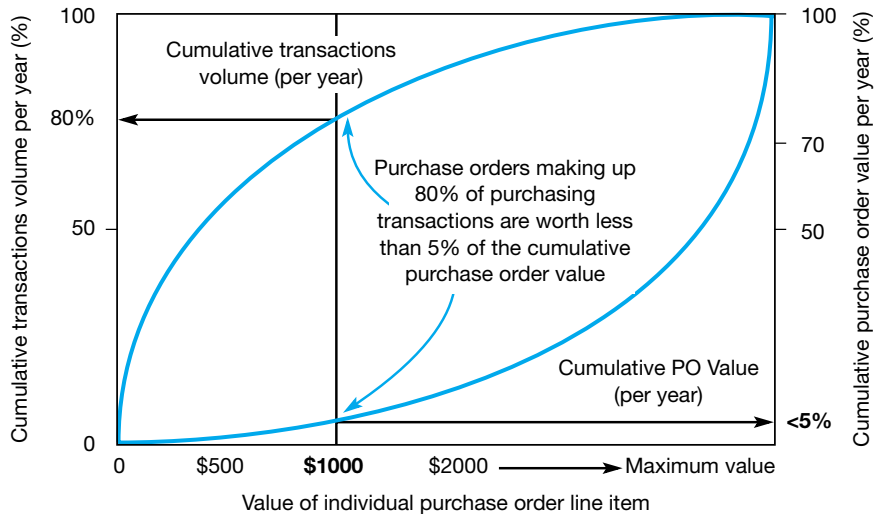 Cumulative transactions volume per year (%)
100
80%
50
0
Cumulative transactions
volume (per year)
Purchase orders making up
80% of purchasing
transactions are worth less
than 5% of the cumulative
purchase order value
Cumulative PO Value
(per year)
100
70
50
<5%
Cumulative purchase order value per year (%)
0 $500 $1000 $2000 Maximum value
Value of individual purchase order line item